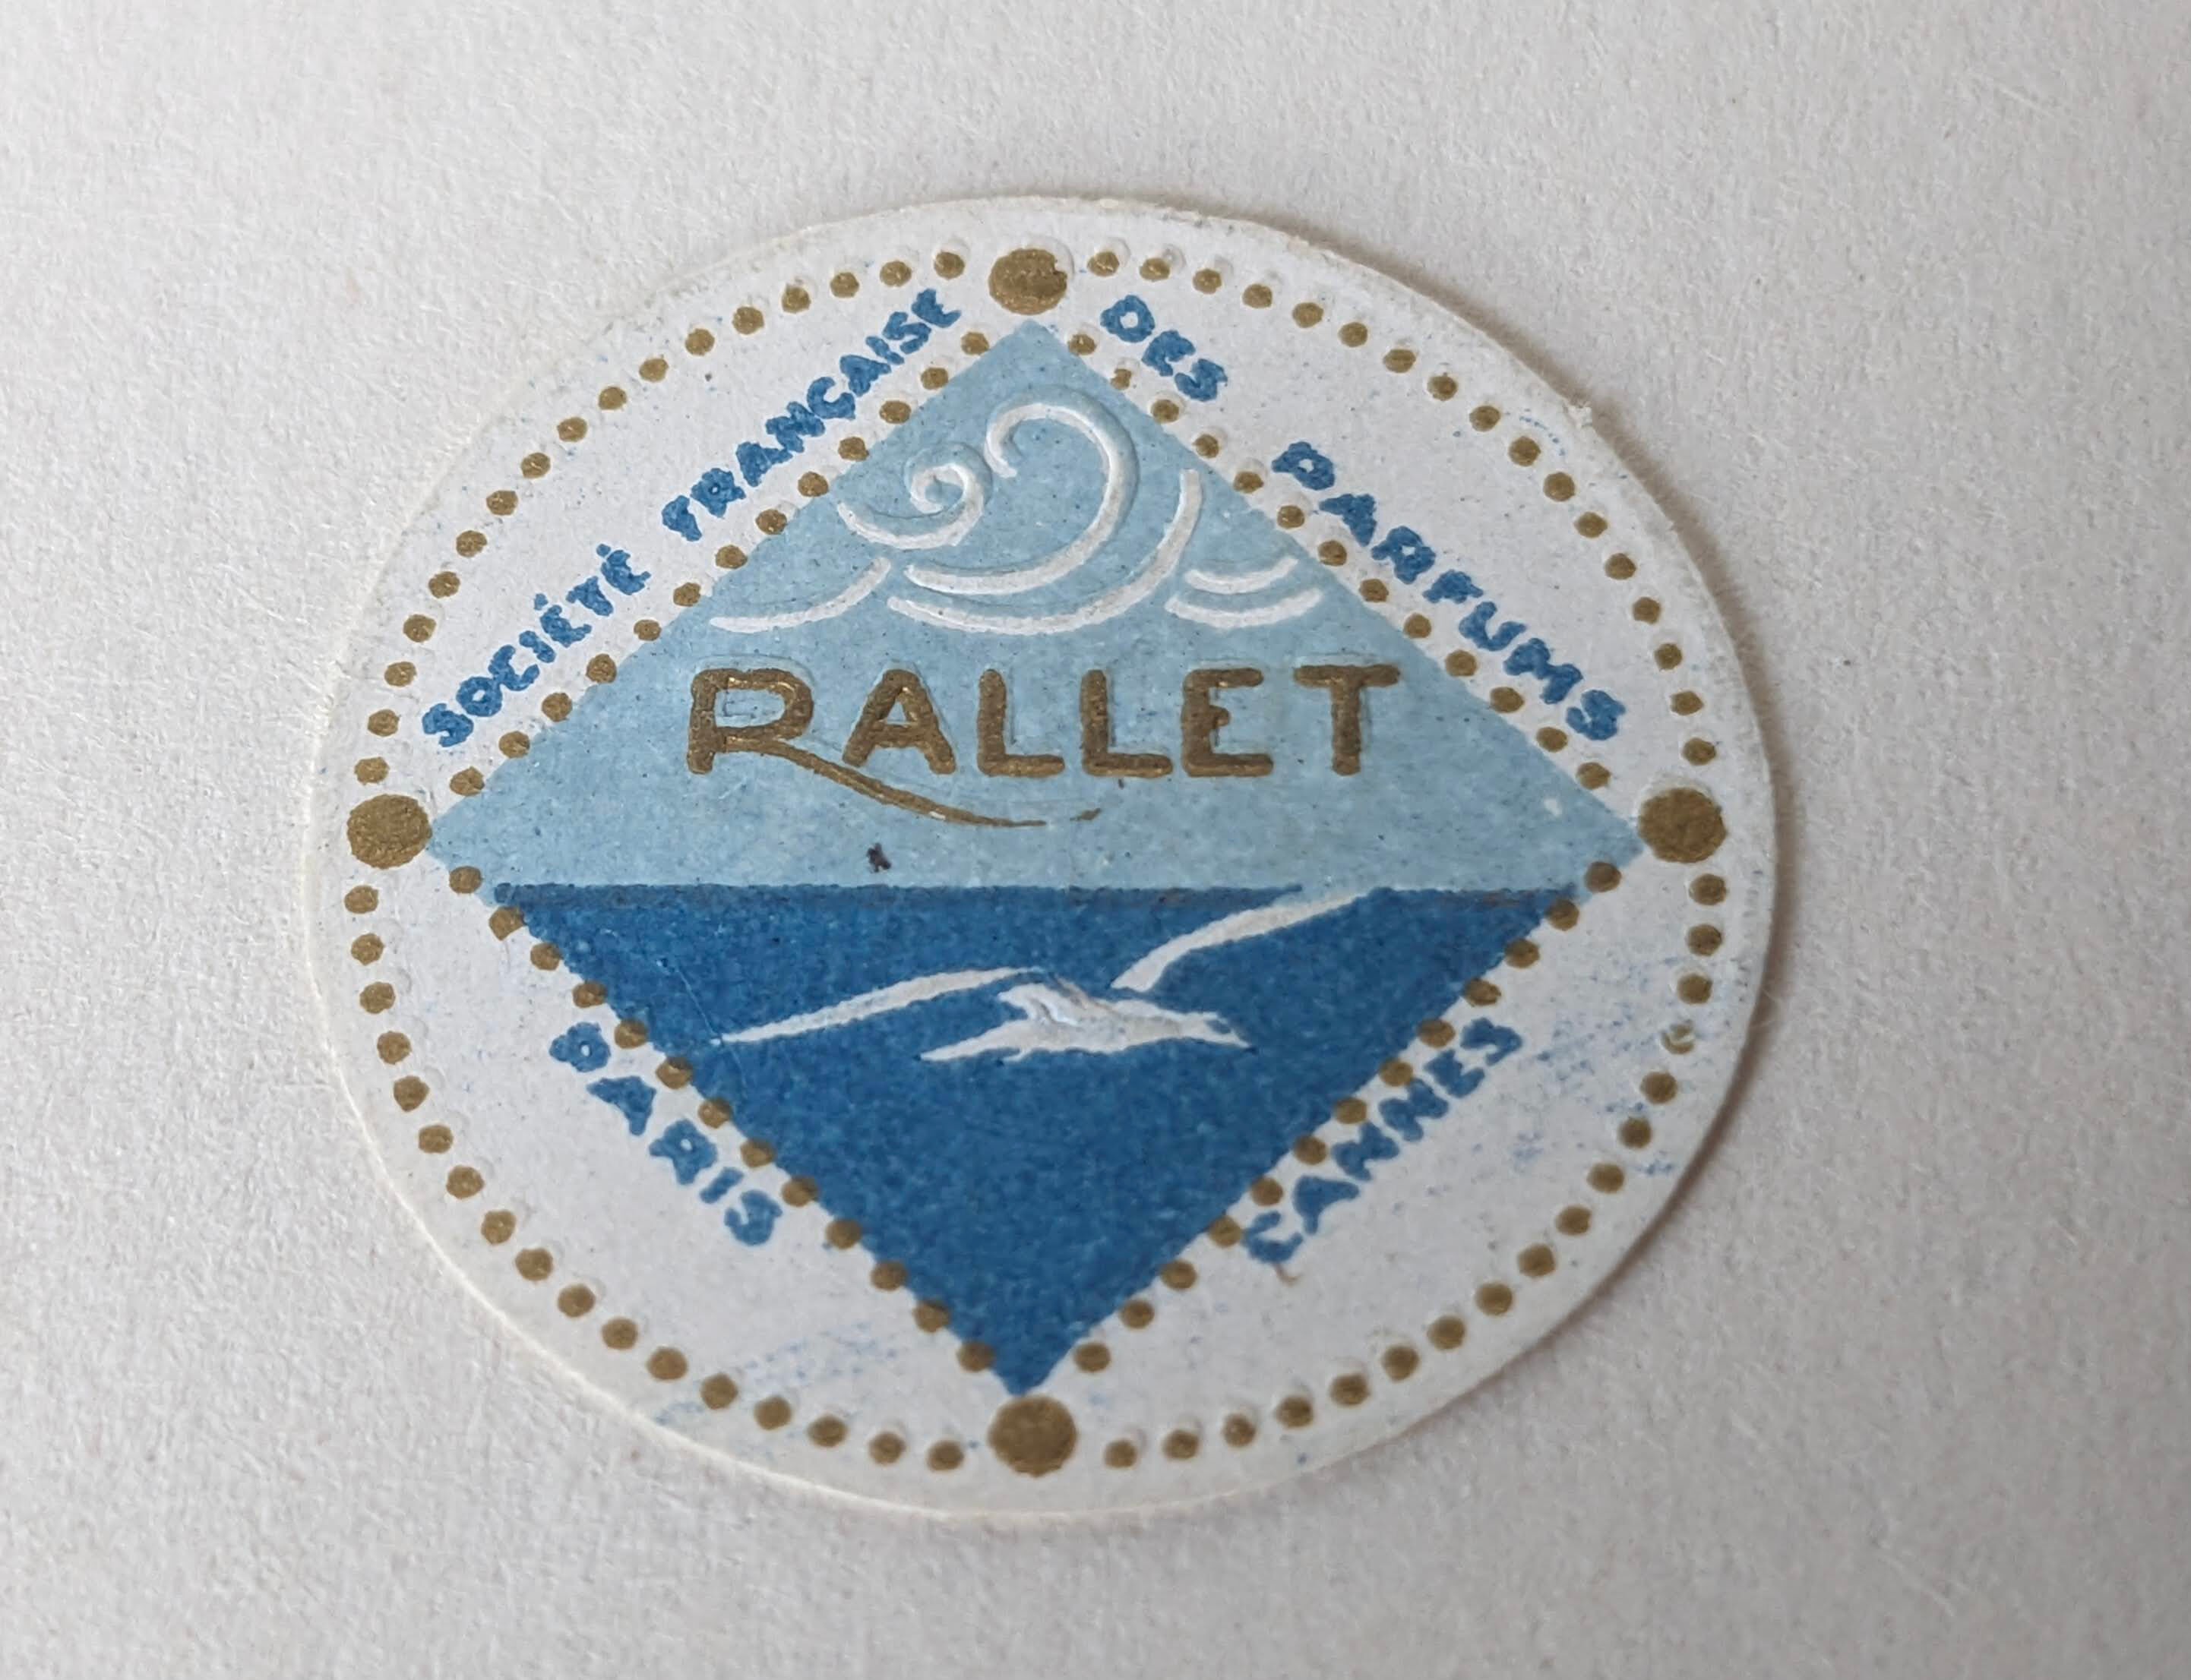 SOCIÉTÉ FRANÇAISE
DES PARFUMS
RALLET
PARIS
CANNES